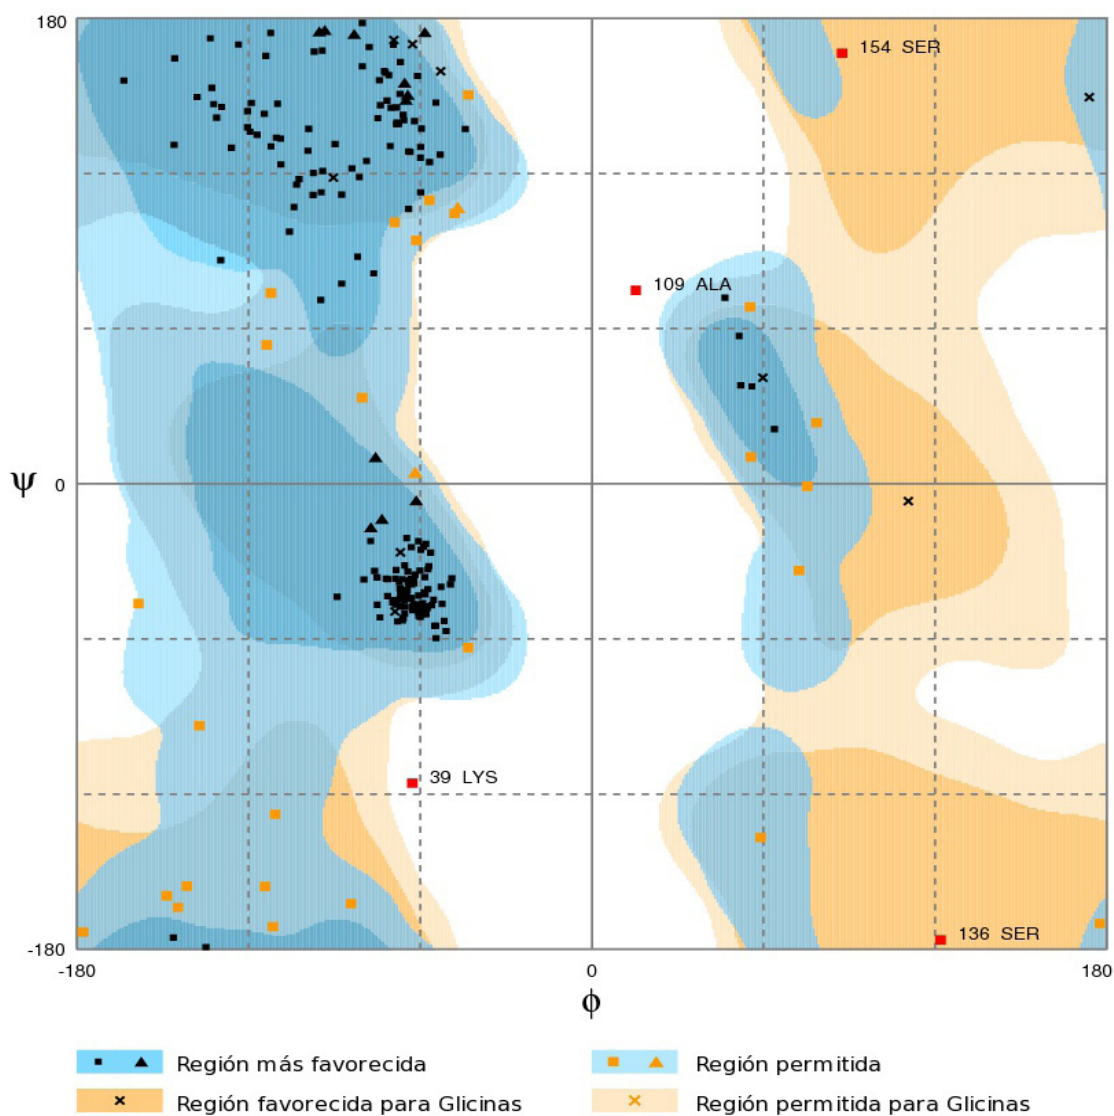 180
154 SER
109 ALA
ψ
0
39 LYS
136 SER
-180
-180
0
180
ϕ
Región más favorecida
Región permitida
Región favorecida para Glicinas
Región permitida para Glicinas